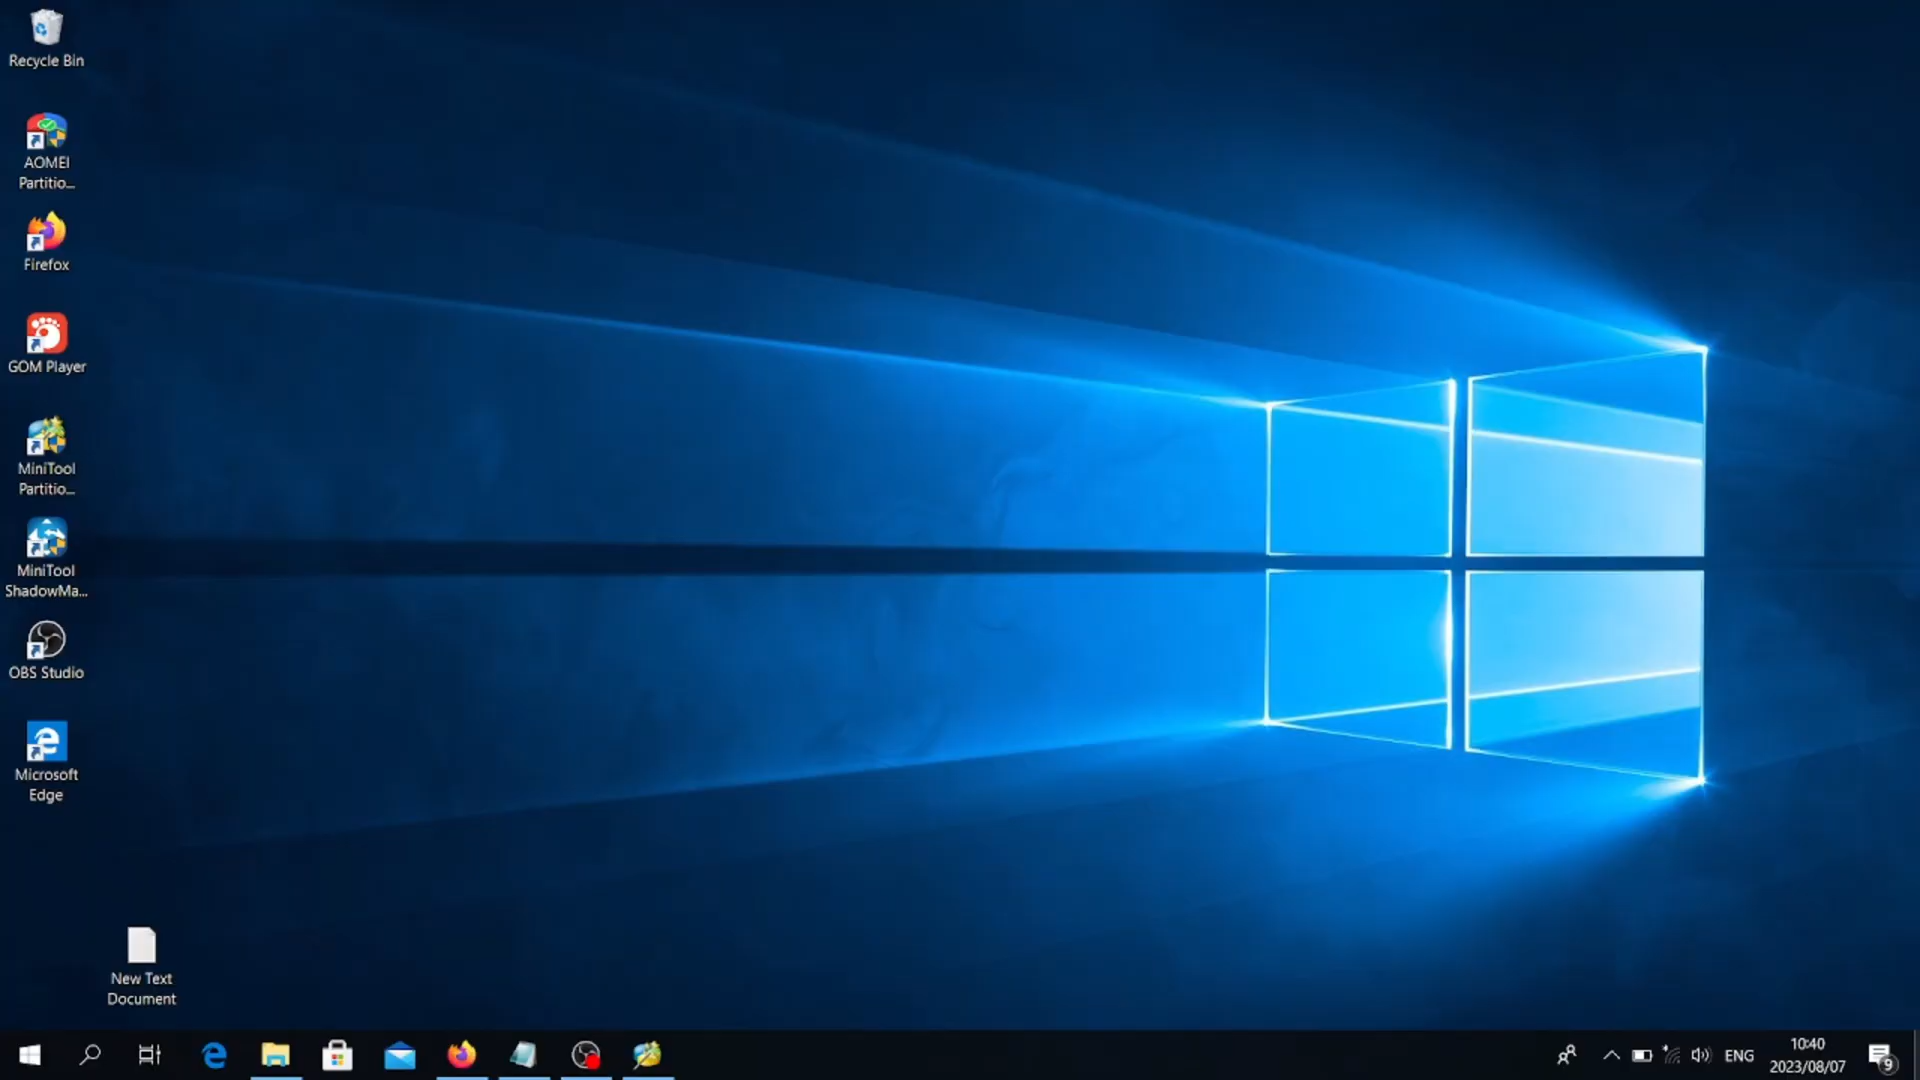 Recycle Bin
AOMEI
Partitio...
Firefox
GOM Player
MiniTool
Partitio...
MiniTool
ShadowMa...
OBS Studio
Microsoft
Edge
New Text
Document
ENG
10:40
2023/08/07
9